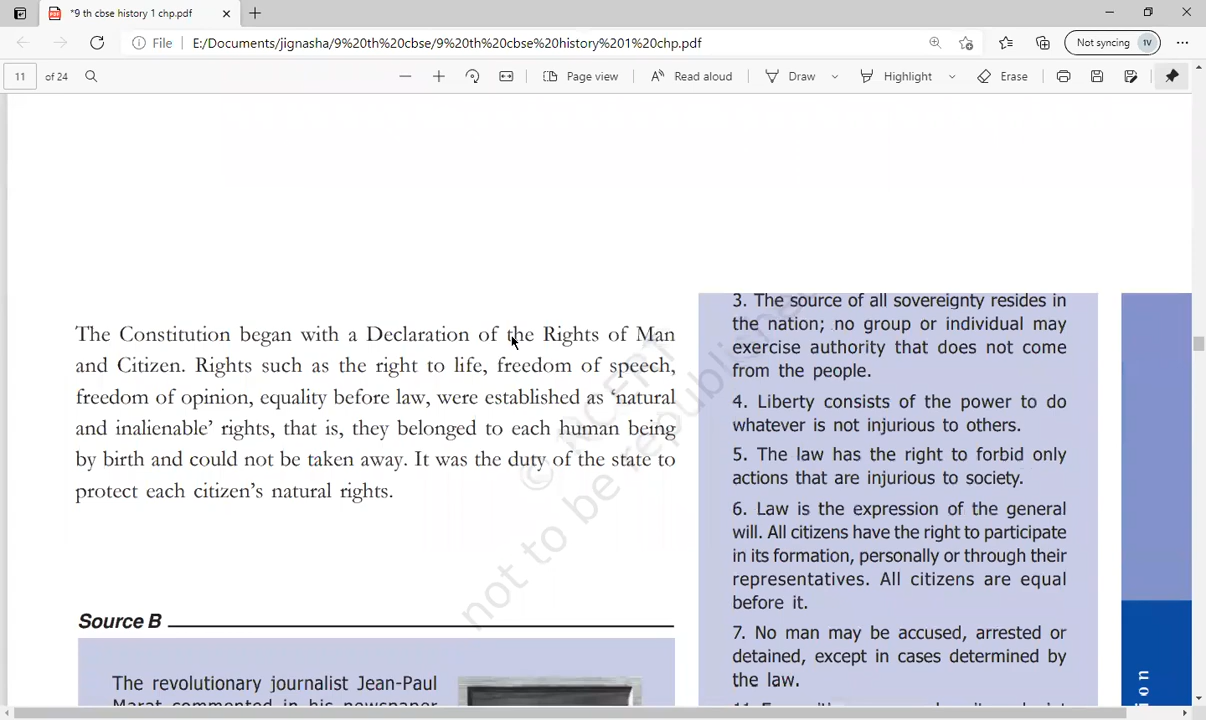 *9 th cbse history 1 chp.pdf
File
E:/Documents/jignasha/9%20th%20cbse/9%20th%20cbse%20history%201%20chp.pdf
Not syncing
1V
11
of 24
Page view
Read aloud
Draw
Highlight
Erase
The Constitution began with a Declaration of the Rights of Man
and Citizen. Rights such as the right to life, freedom of speech,
freedom of opinion, equality before law, were established as ‘natural
and inalienable’ rights, that is, they belonged to each human being
by birth and could not be taken away. It was the duty of the state to
protect each citizen’s natural rights.
Source B
The revolutionary journalist Jean-Paul
Marat commented in his newspaper
3. The source of all sovereignty resides in
the nation; no group or individual may
exercise authority that does not come
from the people.
4. Liberty consists of the power to do
whatever is not injurious to others.
5. The law has the right to forbid only
actions that are injurious to society.
6. Law is the expression of the general
will. All citizens have the right to participate
in its formation, personally or through their
representatives. All citizens are equal
before it.
7. No man may be accused, arrested or
detained, except in cases determined by
the law.
© NCERT
not to be republished